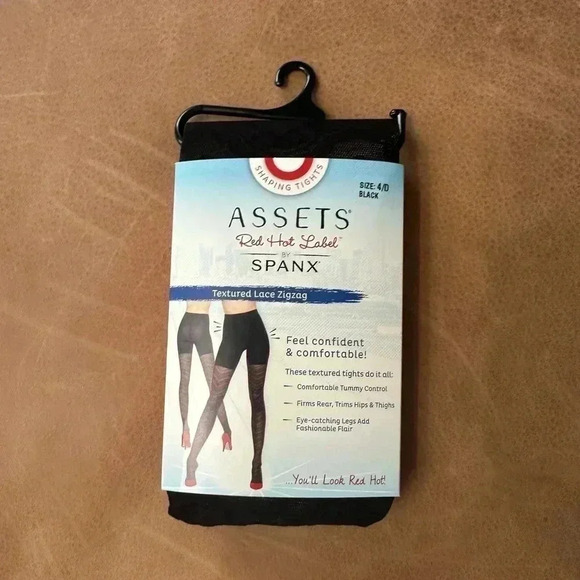 SHAPING TIGHTS
SIZE: 4/D
BLACK
ASSETS®
Red Hot Label™
BY
SPANX®
Textured Lace Zigzag
Feel confident
& comfortable!
These textured tights do it all:
Comfortable Tummy Control
Firms Rear, Trims Hips & Thighs
Eye-catching Legs Add
Fashionable Flair
...You'll Look Red Hot!